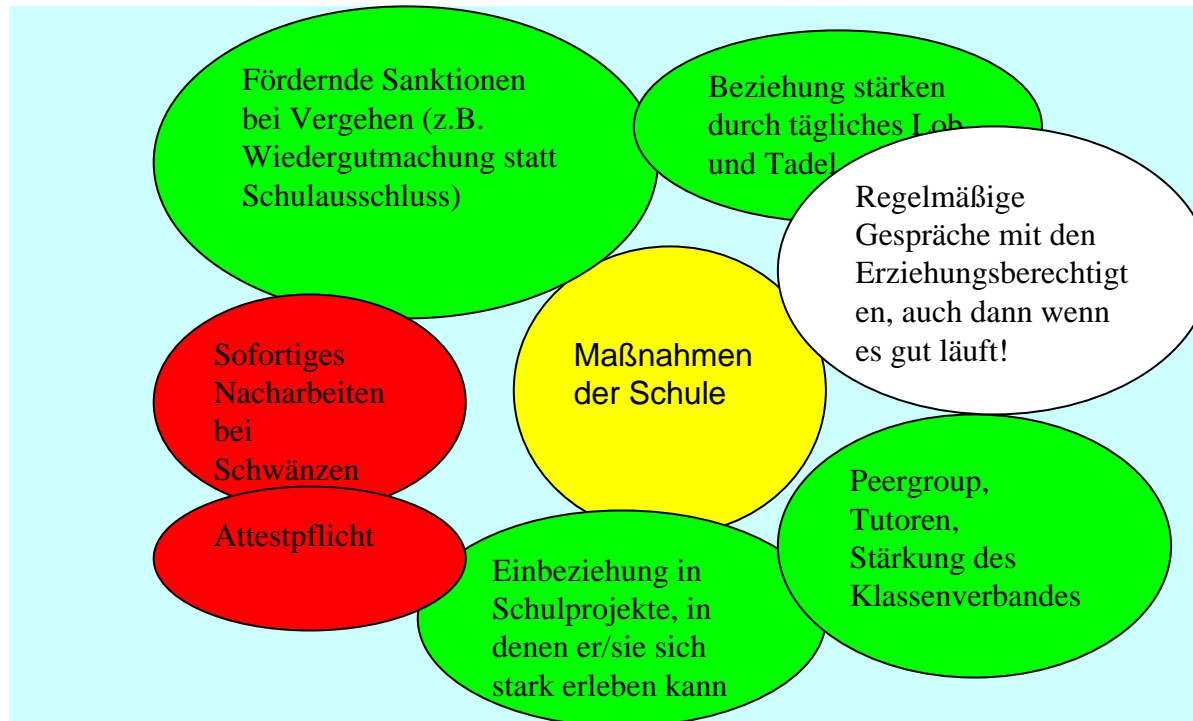 Fördernde Sanktionen
bei Vergehen (z.B.
Wiedergutmachung statt
Schulausschluss)
Beziehung stärken
durch tägliches Lob
und Tadel
Regelmäßige
Gespräche mit den
Erziehungsberechtigt
en, auch dann wenn
es gut läuft!
Sofortiges
Nacharbeiten
bei
Schwänzen
Maßnahmen
der Schule
Attestpflicht
Peergroup,
Tutoren,
Stärkung des
Klassenverbandes
Einbeziehung in
Schulprojekte, in
denen er/sie sich
stark erleben kann